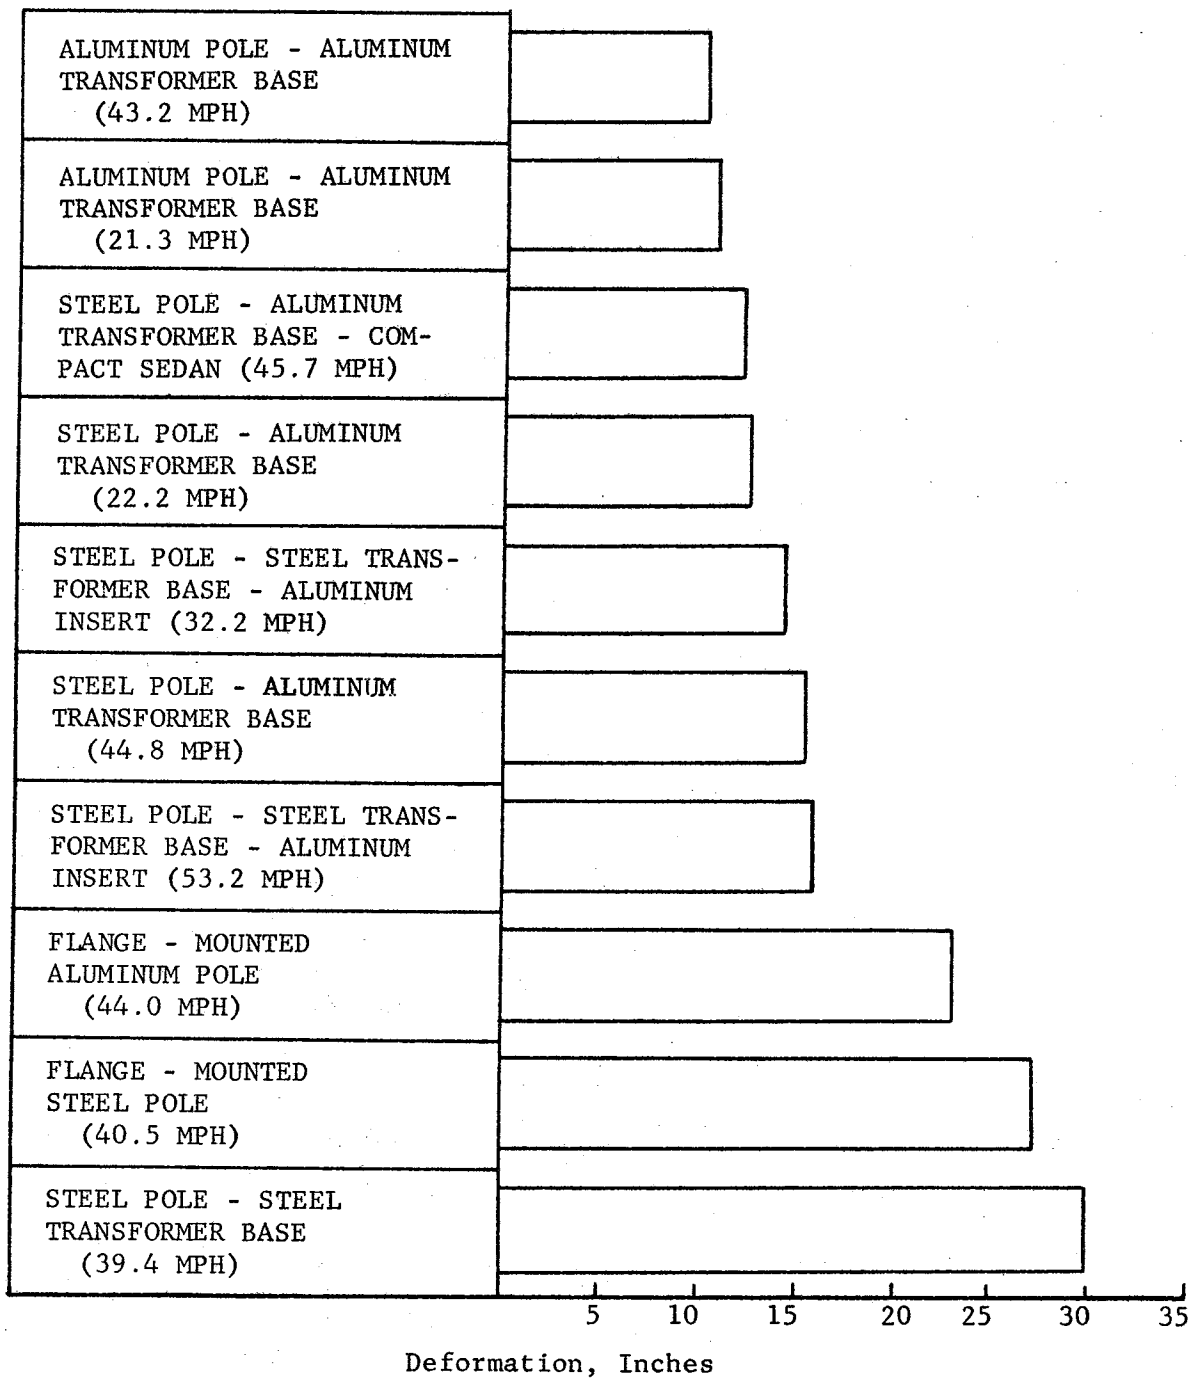 ALUMINUM POLE - ALUMINUM
TRANSFORMER BASE
(43.2 MPH)
ALUMINUM POLE - ALUMINUM
TRANSFORMER BASE
(21.3 MPH)
STEEL POLE - ALUMINUM
TRANSFORMER BASE - COM-
PACT SEDAN (45.7 MPH)
STEEL POLE - ALUMINUM
TRANSFORMER BASE
(22.2 MPH)
STEEL POLE - STEEL TRANS-
FORMER BASE - ALUMINUM
INSERT (32.2 MPH)
STEEL POLE - ALUMINUM
TRANSFORMER BASE
(44.8 MPH)
STEEL POLE - STEEL TRANS-
FORMER BASE - ALUMINUM
INSERT (53.2 MPH)
FLANGE - MOUNTED
ALUMINUM POLE
(44.0 MPH)
FLANGE - MOUNTED
STEEL POLE
(40.5 MPH)
STEEL POLE - STEEL
TRANSFORMER BASE
(39.4 MPH)
5 10 15 20 25 30 35
Deformation, Inches